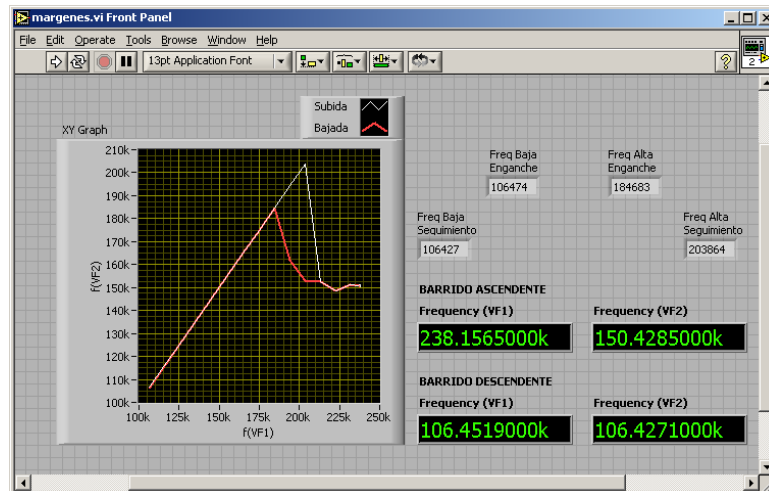 margenes.vi Front Panel
File Edit Operate Tools Browse Window Help
13pt Application Font
2
Subida
Bajada
XY Graph
210k
200k
190k
180k
170k
160k
150k
140k
130k
120k
110k
100k
f(VF2)
100k 125k 150k 175k 200k 225k 250k
f(VF1)
Freq Baja
Enganche
106474
Freq Alta
Enganche
184683
Freq Baja
Seguimiento
106427
Freq Alta
Seguimiento
203864
BARRIDO ASCENDENTE
Frequency (VF1) Frequency (VF2)
238.1565000k 150.4285000k
BARRIDO DESCENDENTE
Frequency (VF1) Frequency (VF2)
106.4519000k 106.4271000k